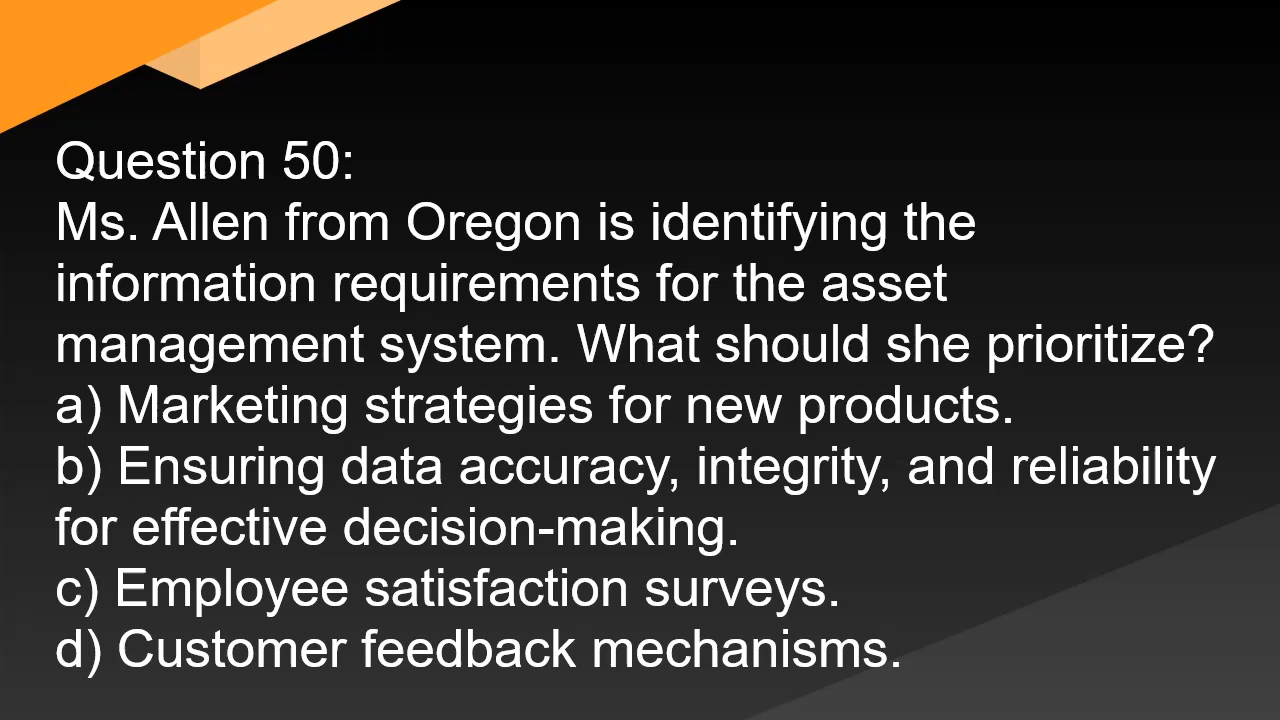 Question 50:
Ms. Allen from Oregon is identifying the
information requirements for the asset
management system. What should she prioritize?
a) Marketing strategies for new products.
b) Ensuring data accuracy, integrity, and reliability
for effective decision-making.
c) Employee satisfaction surveys.
d) Customer feedback mechanisms.